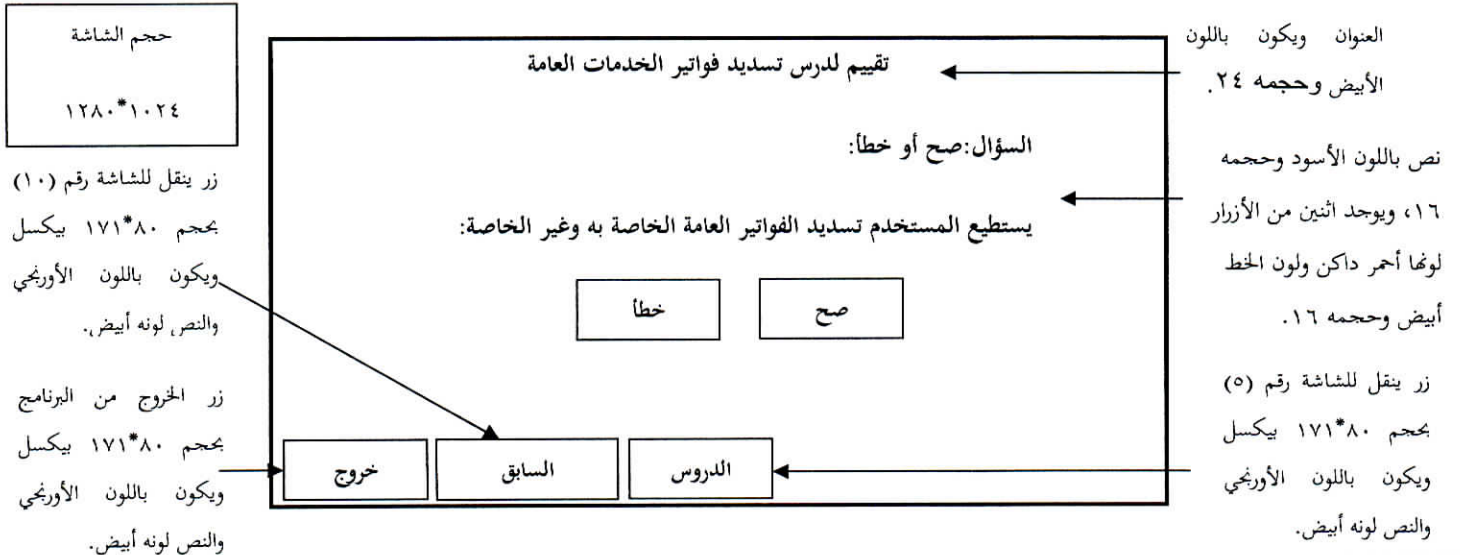 حجم الشاشة
١٠٢٤*١٢٨٠
العنوان ويكون باللون
الأبيض وحجمه ٢٤.
تقييم لدرس تسديد فواتير الخدمات العامة
السؤال:صح أو خطأ:
يستطيع المستخدم تسديد الفواتير العامة الخاصة به وغير الخاصة:
صح
خطأ
الدروس
السابق
خروج
نص باللون الأسود وحجمه
١٦، ويوجد اثنين من الأزرار
لونها أحمر داكن ولون الخط
أبيض وحجمه ١٦.
زر ينقل للشاشة رقم (٥)
بحجم ٨٠*١٧١ بيكسل
ويكون باللون الأورنجي
والنص لونه أبيض.
زر ينقل للشاشة رقم (١٠)
بحجم ٨٠*١٧١ بيكسل
ويكون باللون الأورنجي
والنص لونه أبيض.
زر الخروج من البرنامج
بحجم ٨٠*١٧١ بيكسل
ويكون باللون الأورنجي
والنص لونه أبيض.